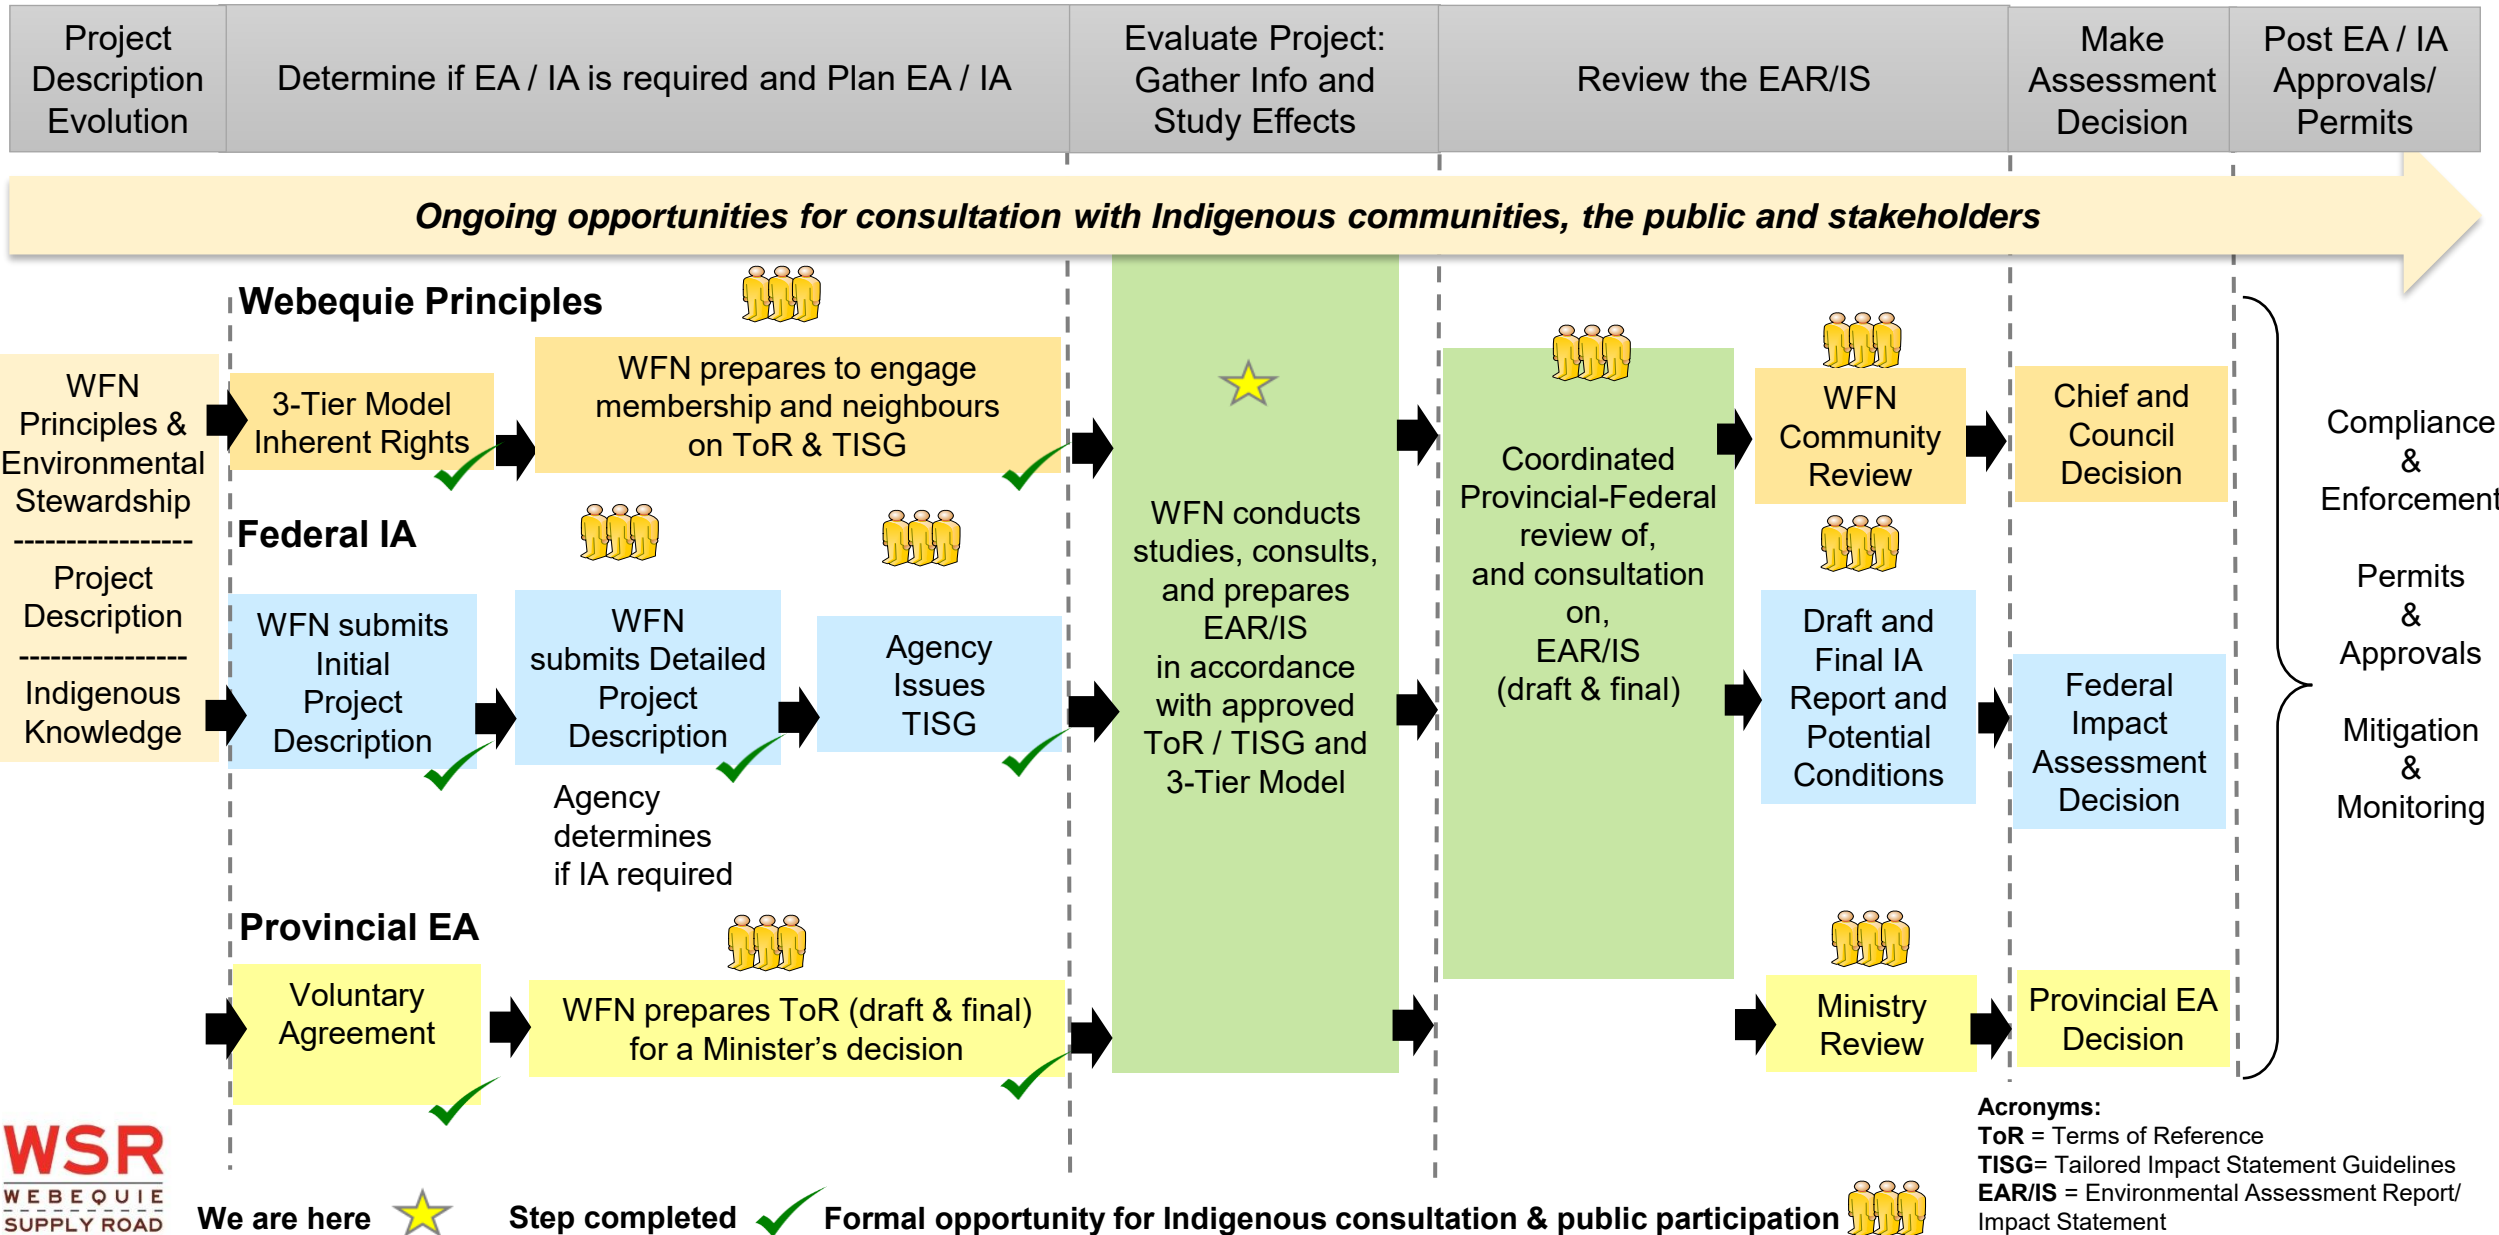 Project
Description
Evolution
Determine if EA / IA is required and Plan EA / IA
Evaluate Project:
Gather Info and
Study Effects
Review the EAR/IS
Make
Assessment
Decision
Post EA / IA
Approvals/
Permits
Ongoing opportunities for consultation with Indigenous communities, the public and stakeholders
WFN
Principles &
Environmental
Stewardship
-----------------
Project
Description
----------------
Indigenous
Knowledge
Webequie Principles
3-Tier Model
Inherent Rights
WFN prepares to engage
membership and neighbours
on ToR & TISG
Federal IA
WFN submits
Initial
Project
Description
WFN
submits Detailed
Project
Description
Agency
determines
if IA required
Agency
Issues
TISG
Provincial EA
Voluntary
Agreement
WFN prepares ToR (draft & final)
for a Minister’s decision
WFN conducts
studies, consults,
and prepares
EAR/IS
in accordance
with approved
ToR / TISG and
3-Tier Model
Coordinated
Provincial-Federal
review of,
and consultation
on,
EAR/IS
(draft & final)
WFN
Community
Review
Chief and
Council
Decision
Draft and
Final IA
Report and
Potential
Conditions
Federal
Impact
Assessment
Decision
Ministry
Review
Provincial EA
Decision
Compliance
&
Enforcement
Permits
&
Approvals
Mitigation
&
Monitoring
WSR
WEBEQUIE
SUPPLY ROAD
We are here
Step completed
Formal opportunity for Indigenous consultation & public participation
Acronyms:
ToR = Terms of Reference
TISG= Tailored Impact Statement Guidelines
EAR/IS = Environmental Assessment Report/
Impact Statement